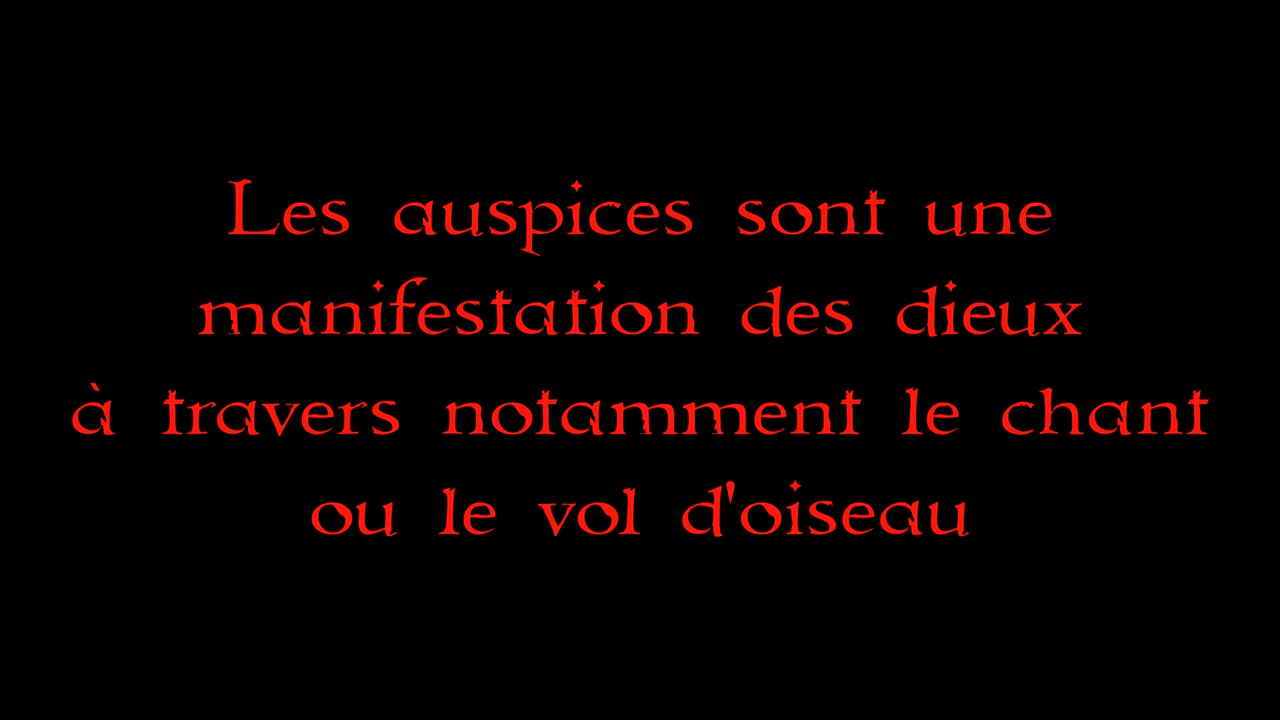 Les auspices sont une
manifestation des dieux
à travers notamment le chant
ou le vol d'oiseau